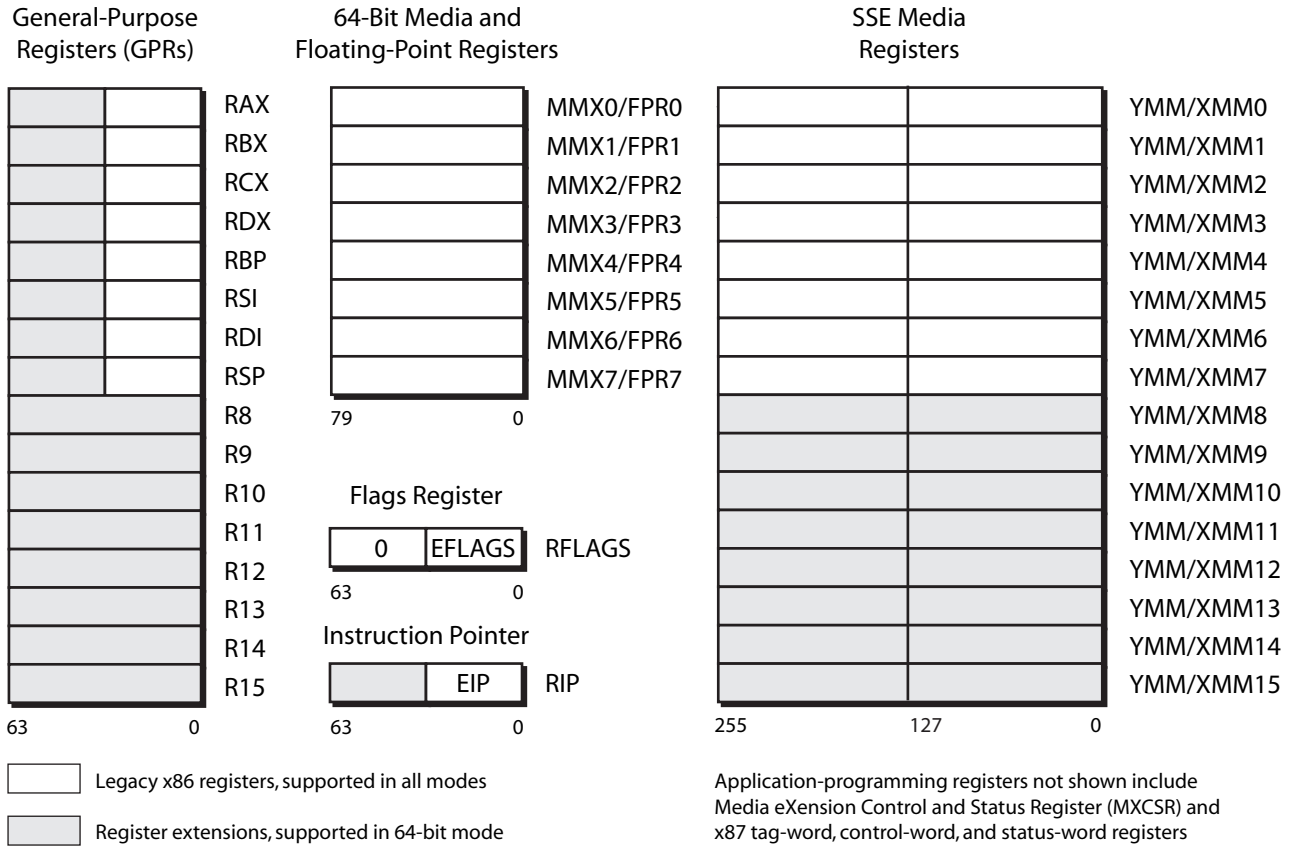 General-Purpose
Registers (GPRs)
RAX
RBX
RCX
RDX
RBP
RSI
RDI
RSP
R8
R9
R10
R11
R12
R13
R14
R15
63 0
64-Bit Media and
Floating-Point Registers
MMX0/FPR0
MMX1/FPR1
MMX2/FPR2
MMX3/FPR3
MMX4/FPR4
MMX5/FPR5
MMX6/FPR6
MMX7/FPR7
79 0
Flags Register
0 EFLAGS RFLAGS
63 0
Instruction Pointer
EIP RIP
63 0
SSE Media
Registers
YMM/XMM0
YMM/XMM1
YMM/XMM2
YMM/XMM3
YMM/XMM4
YMM/XMM5
YMM/XMM6
YMM/XMM7
YMM/XMM8
YMM/XMM9
YMM/XMM10
YMM/XMM11
YMM/XMM12
YMM/XMM13
YMM/XMM14
YMM/XMM15
255 127 0
Legacy x86 registers, supported in all modes
Register extensions, supported in 64-bit mode
Application-programming registers not shown include
Media eXension Control and Status Register (MXCSR) and
x87 tag-word, control-word, and status-word registers